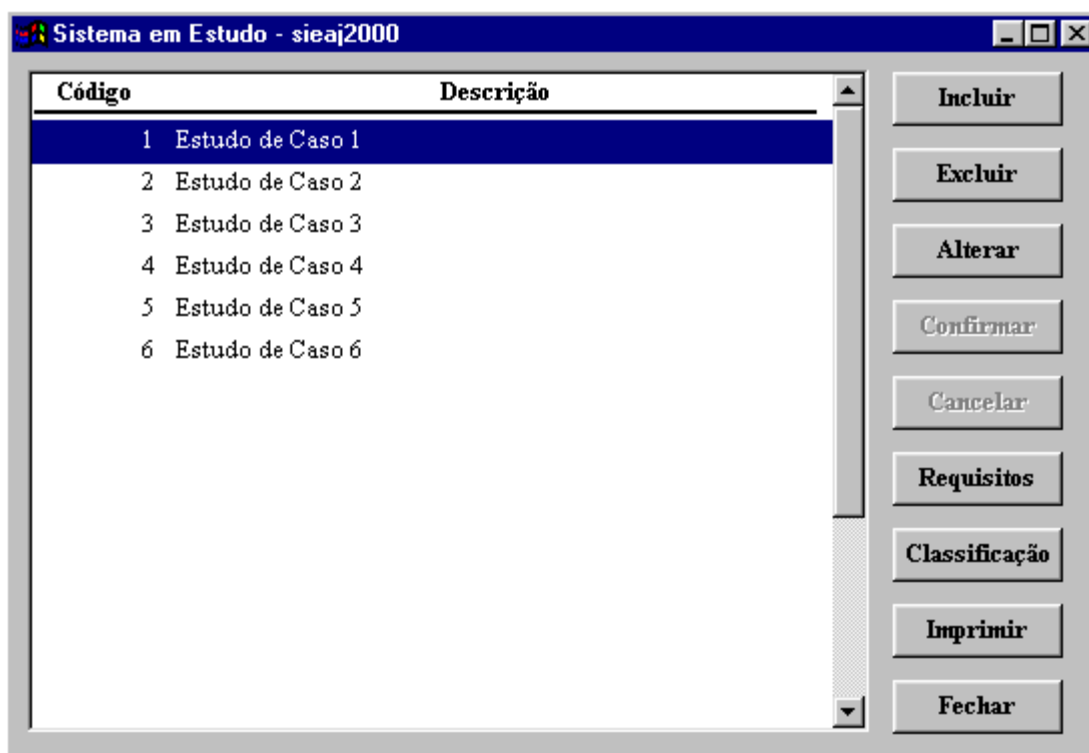 Sistema em Estudo - sieaj2000
Código Descrição
1 Estudo de Caso 1
2 Estudo de Caso 2
3 Estudo de Caso 3
4 Estudo de Caso 4
5 Estudo de Caso 5
6 Estudo de Caso 6
Incluir
Excluir
Alterar
Confirmar
Cancelar
Requisitos
Classificação
Imprimir
Fechar